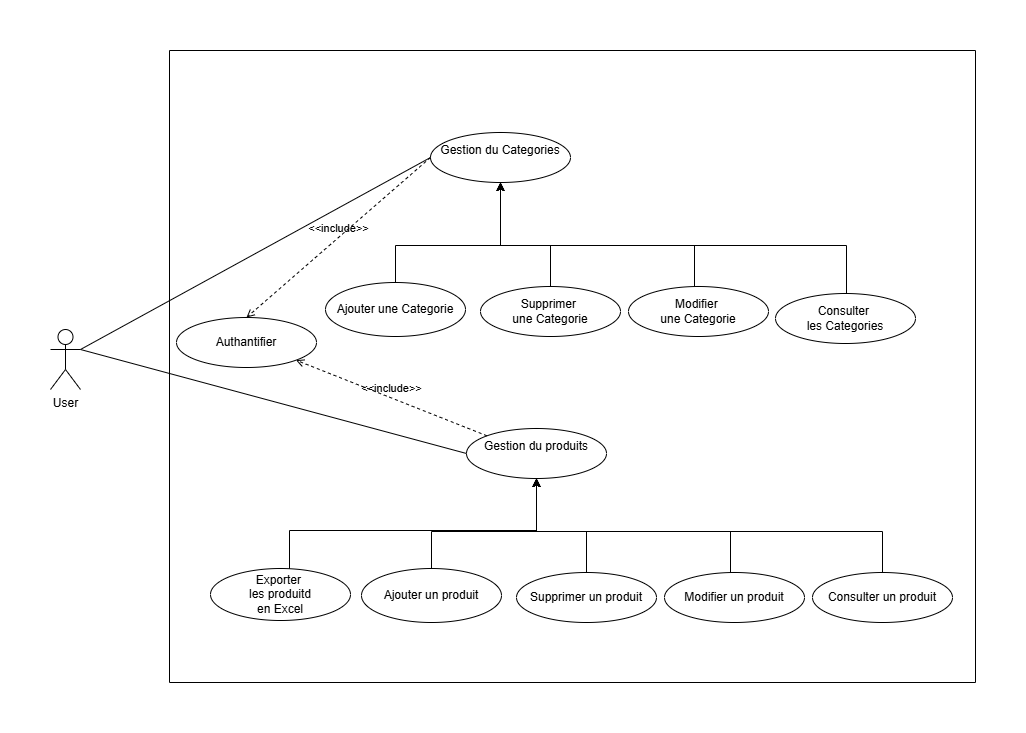 Gestion du Categories
<<include>>
Ajouter une Categorie
Supprimer
une Categorie
Modifier
une Categorie
Consulter
les Categories
Authantifier
User
<<include>>
Gestion du produits
Exporter
les produitd
en Excel
Ajouter un produit
Supprimer un produit
Modifier un produit
Consulter un produit